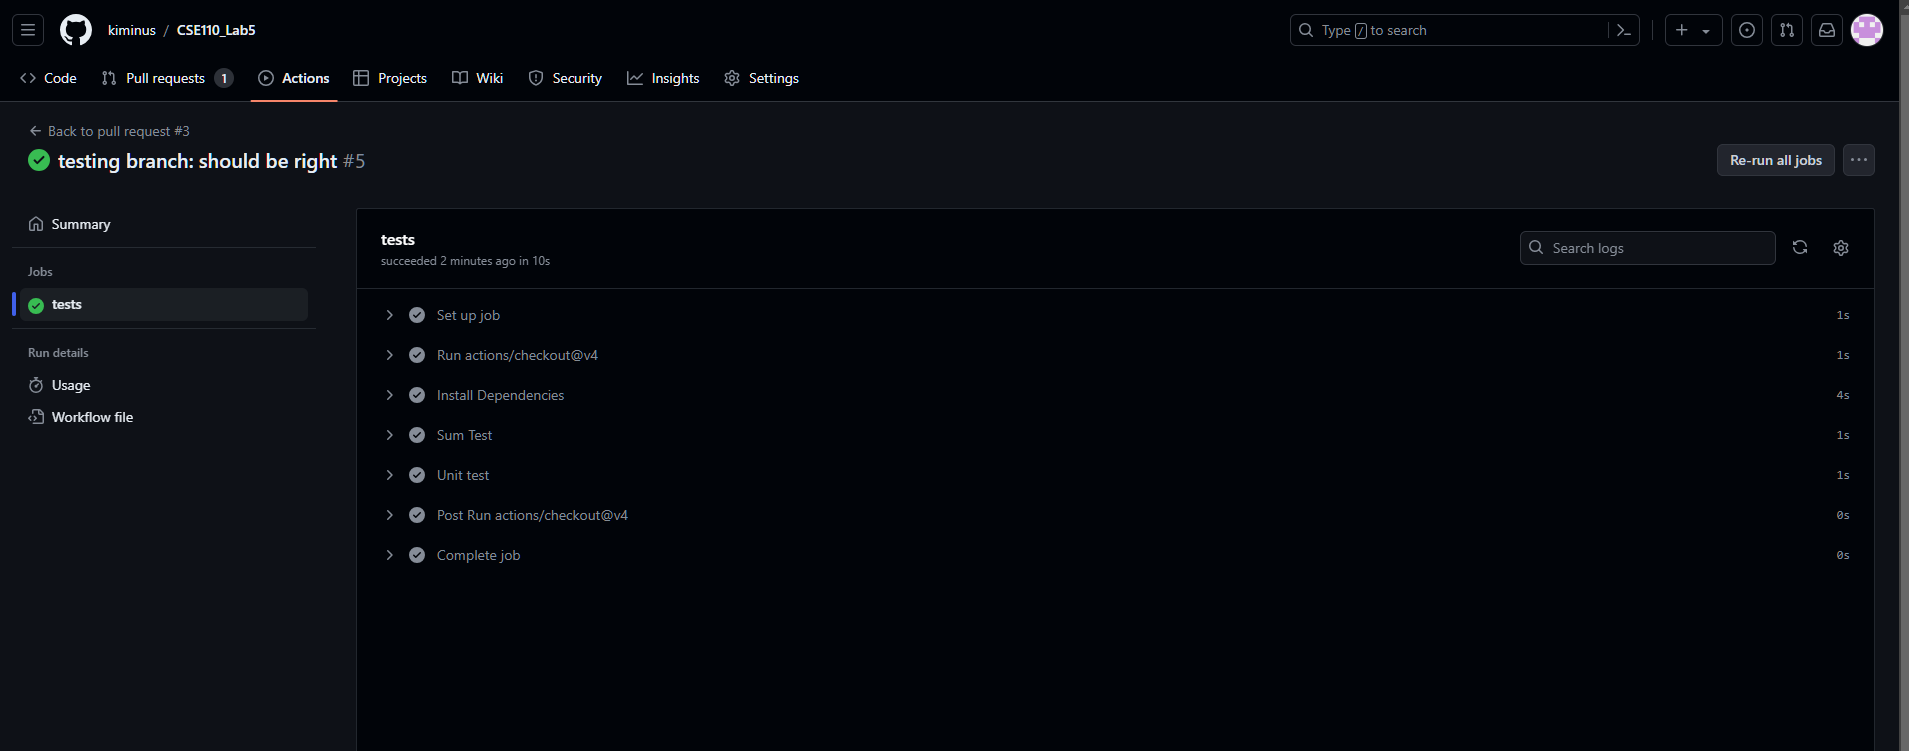 kiminus / CSE110_Lab5
Type / to search
Code
Pull requests 1
Actions
Projects
Wiki
Security
Insights
Settings
Back to pull request #3
testing branch: should be right #5
Re-run all jobs
Summary
Jobs
tests
Run details
Usage
Workflow file
tests
succeeded 2 minutes ago in 10s
Search logs
Set up job 1s
Run actions/checkout@v4 1s
Install Dependencies 4s
Sum Test 1s
Unit test 1s
Post Run actions/checkout@v4 0s
Complete job 0s